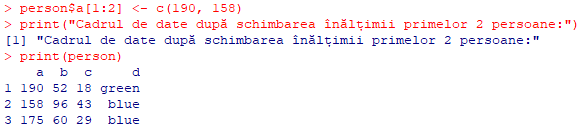 > person$a[1:2] <- c(190, 158)
> print("Cadrul de date după schimbarea înălțimii primelor 2 persoane:")
[1] "Cadrul de date după schimbarea înălțimii primelor 2 persoane:"
> print(person)
    a  b  c     d
1 190 52 18 green
2 158 96 43  blue
3 175 60 29  blue